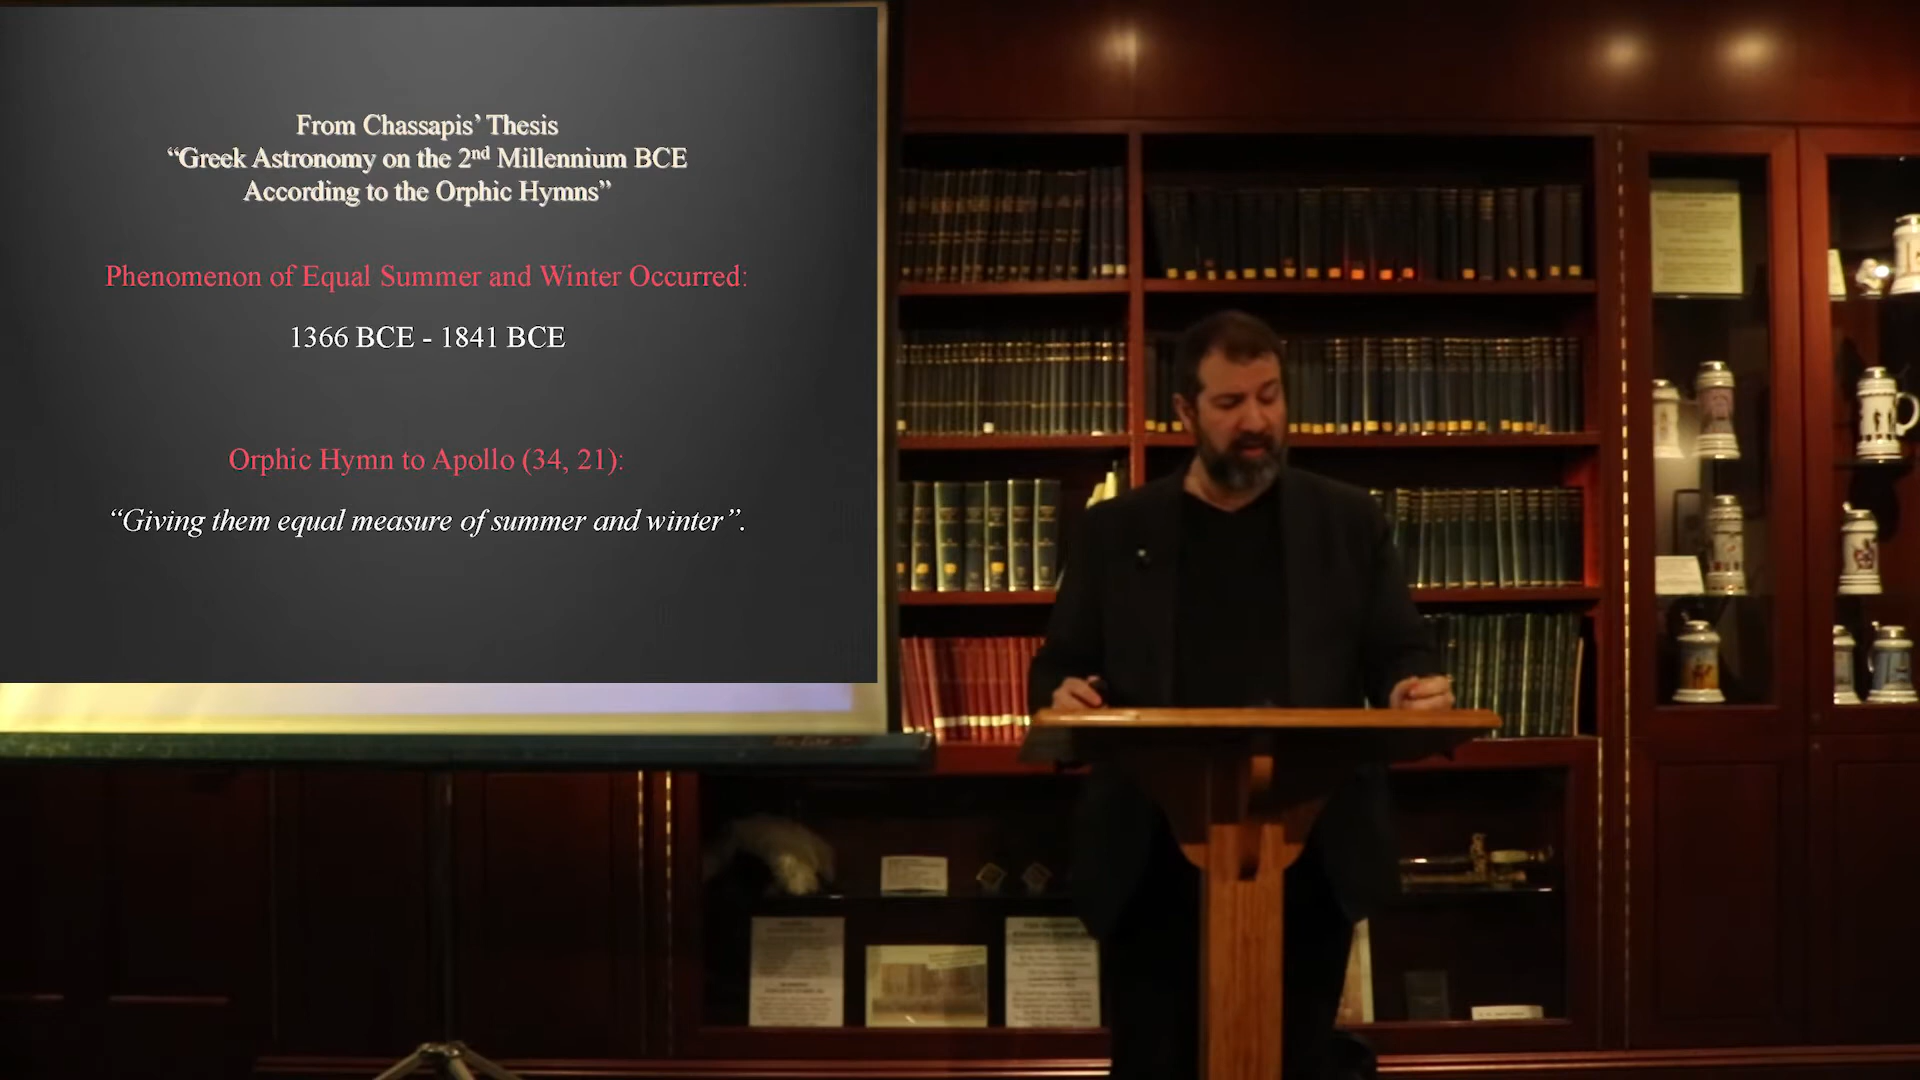 From Chassapis’ Thesis
“Greek Astronomy on the 2nd Millennium BCE
According to the Orphic Hymns”
Phenomenon of Equal Summer and Winter Occurred:
1366 BCE - 1841 BCE
Orphic Hymn to Apollo (34, 21):
“Giving them equal measure of summer and winter”.